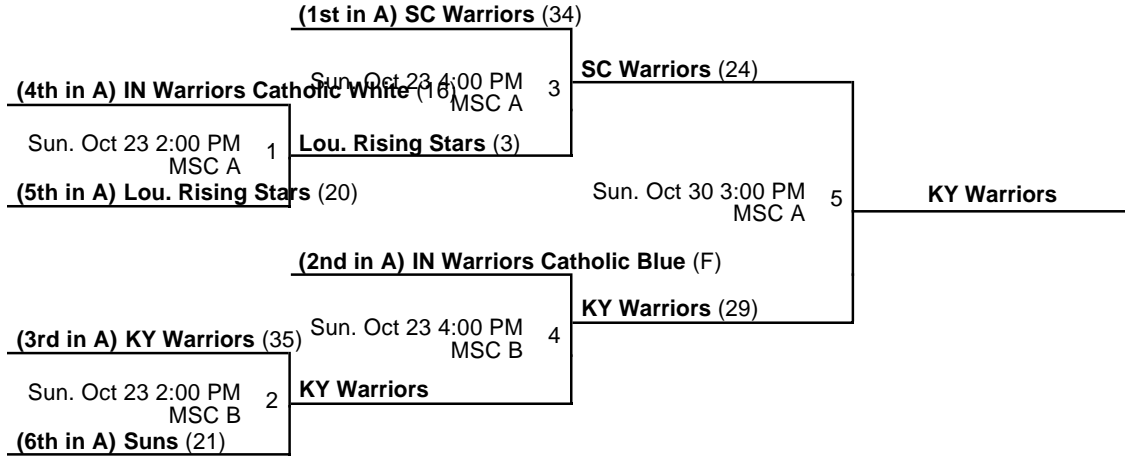 (1st in A) SC Warriors (34)
Sun. Oct 23 4:00 PM
MSC A
3
SC Warriors (24)
(4th in A) IN Warriors Catholic White (16)
Sun. Oct 23 2:00 PM
MSC A
1
Lou. Rising Stars (3)
(5th in A) Lou. Rising Stars (20)
Sun. Oct 30 3:00 PM
MSC A
5
KY Warriors
(2nd in A) IN Warriors Catholic Blue (F)
Sun. Oct 23 4:00 PM
MSC B
4
KY Warriors (29)
(3rd in A) KY Warriors (35)
Sun. Oct 23 2:00 PM
MSC B
2
KY Warriors
(6th in A) Suns (21)